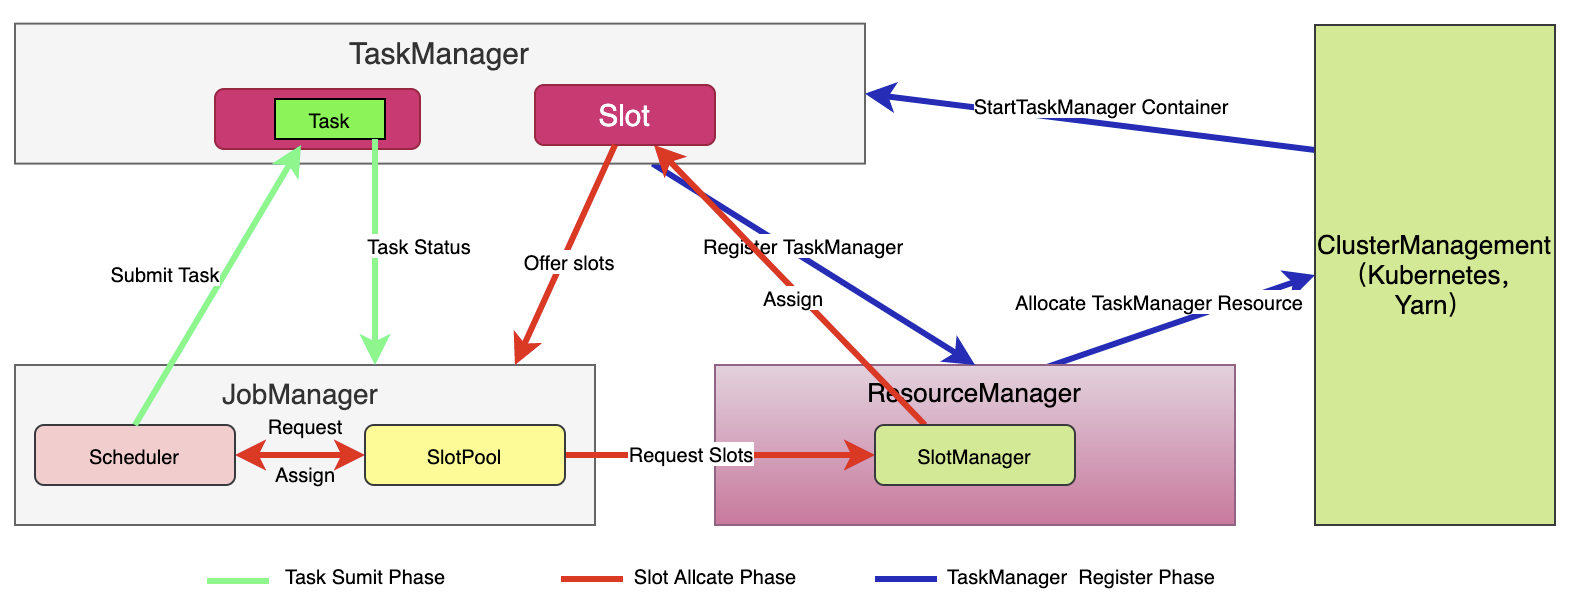 TaskManager
Task
Slot
StartTaskManager Container
Submit Task
Task Status
Offer slots
Register TaskManager
Assign
Allocate TaskManager Resource
ClusterManagement
(Kubernetes,
Yarn)
JobManager
Request
Scheduler
Assign
SlotPool
Request Slots
ResourceManager
SlotManager
Task Sumit Phase
Slot Allcate Phase
TaskManager  Register Phase